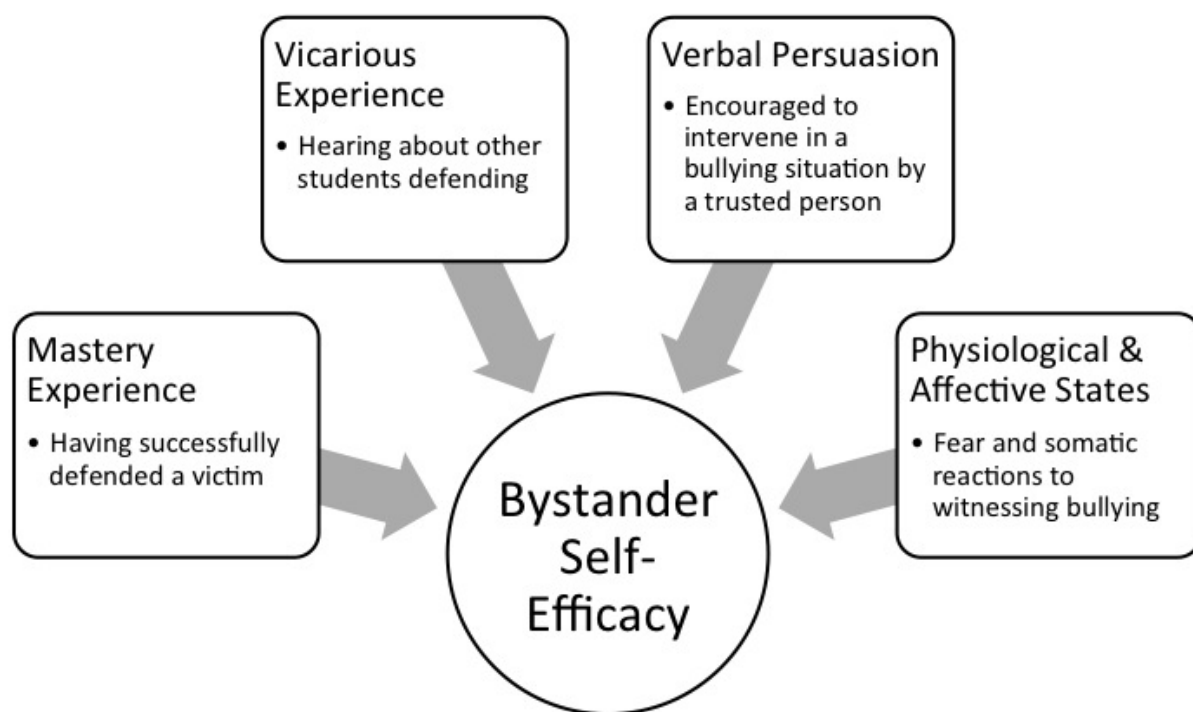 Vicarious
Experience
• Hearing about other
students defending
Verbal Persuasion
• Encouraged to
intervene in a
bullying situation by
a trusted person
Mastery
Experience
• Having successfully
defended a victim
Physiological &
Affective States
• Fear and somatic
reactions to
witnessing bullying
Bystander
Self-
Efficacy